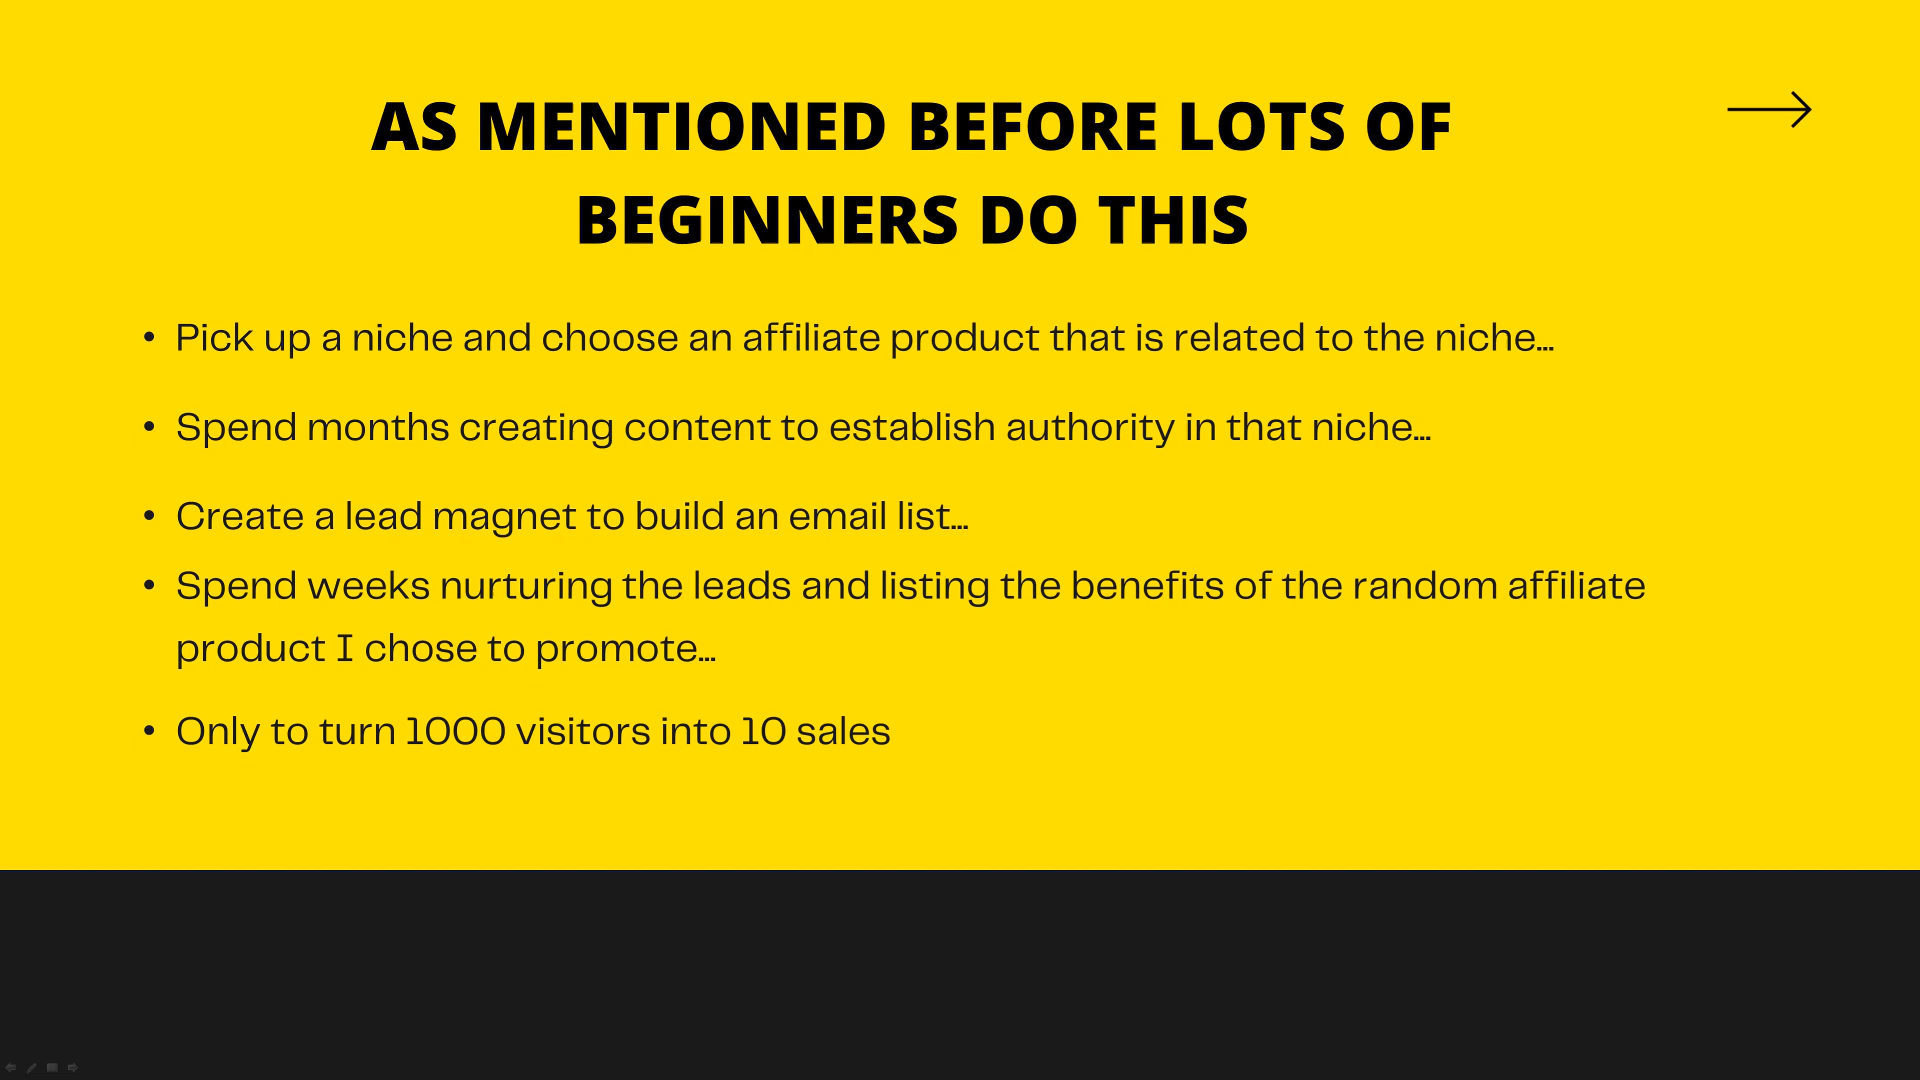 AS MENTIONED BEFORE LOTS OF
BEGINNERS DO THIS
• Pick up a niche and choose an affiliate product that is related to the niche...
• Spend months creating content to establish authority in that niche...
• Create a lead magnet to build an email list...
• Spend weeks nurturing the leads and listing the benefits of the random affiliate
product I chose to promote...
• Only to turn 1000 visitors into 10 sales